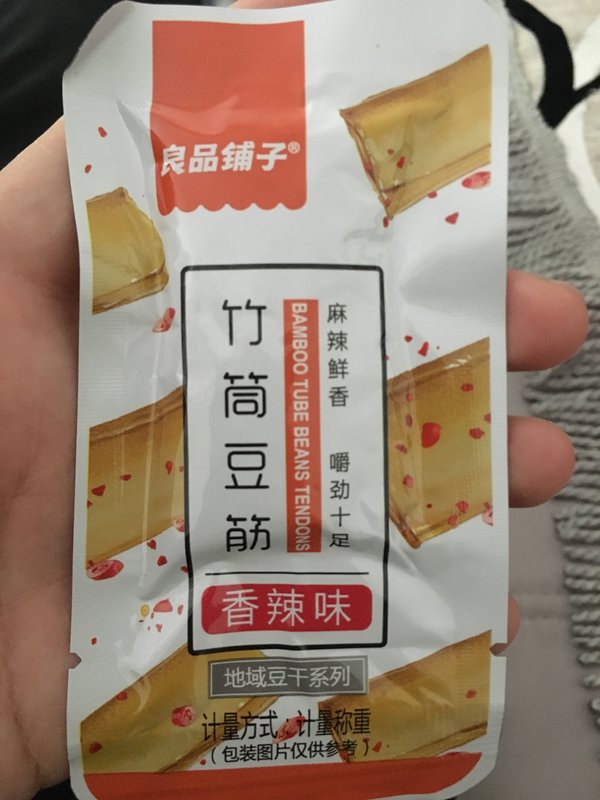 良品铺子®
竹筒豆筋
BAMBOO TUBE BEANS TENDONS
麻辣鲜香 嚼劲十足
香辣味
地域豆干系列
计量方式：计量称重
（包装图片仅供参考）